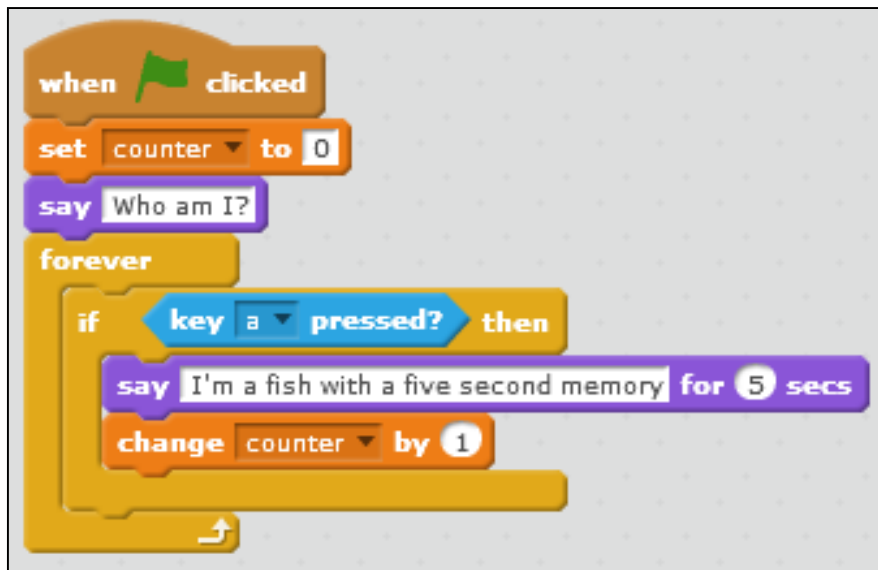 when clicked
set counter to 0
say Who am I?
forever
if key a pressed? then
say I'm a fish with a five second memory for 5 secs
change counter by 1